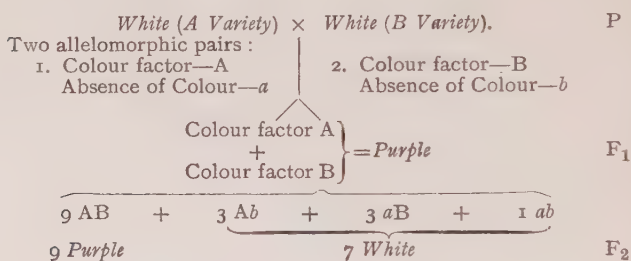 White (A Variety) × White (B Variety). P
Two allelomorphic pairs :
1. Colour factor—A 2. Colour factor—B
Absence of Colour—a Absence of Colour—b
Colour factor A
+ =Purple F1
Colour factor B
9 AB + 3 Ab + 3 aB + 1 ab
9 Purple 7 White F2